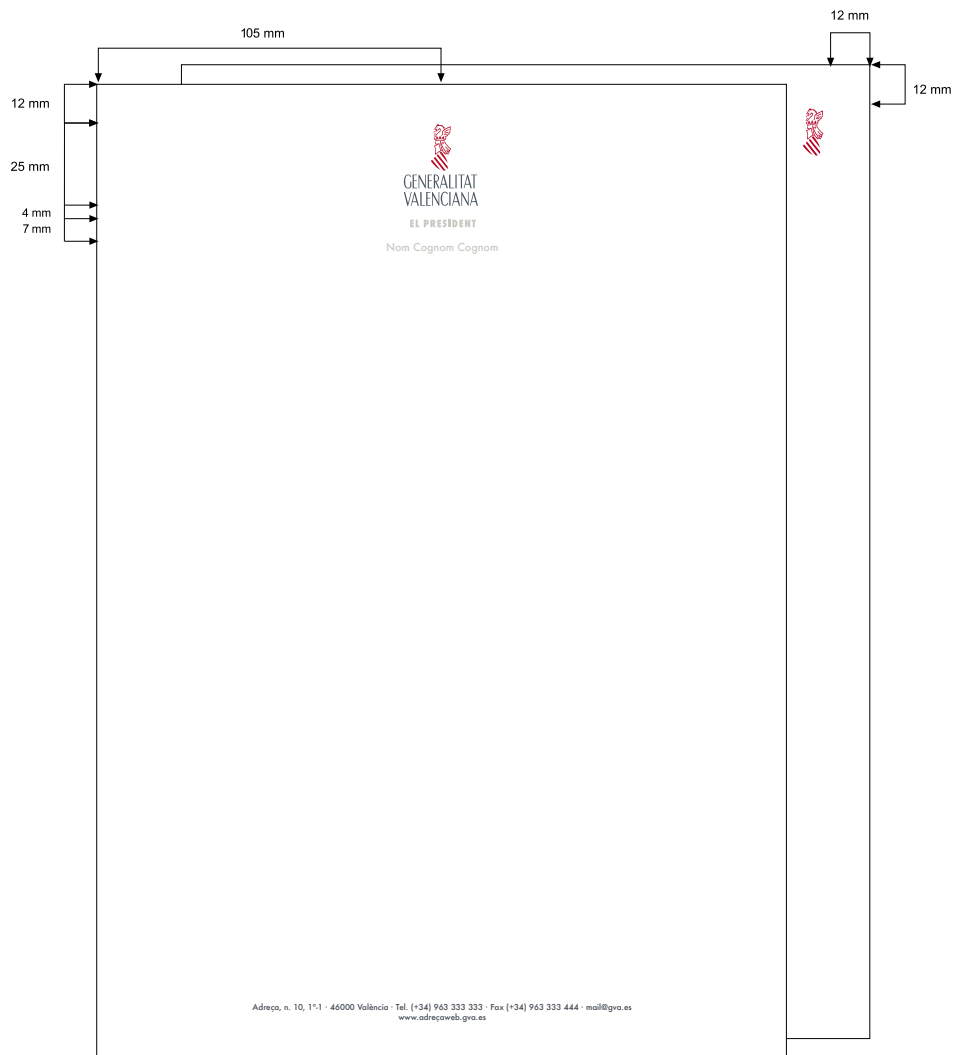 12 mm
105 mm
12 mm
12 mm
25 mm
4 mm
7 mm
GENERALITAT
VALENCIANA
EL PRESIDENT
Nom Cognom Cognom
Adreça, n. 10, 1º-1 · 46000 València · Tel. (+34) 963 333 333 · Fax (+34) 963 333 444 · mail@gva.es
www.adreçaweb.gva.es